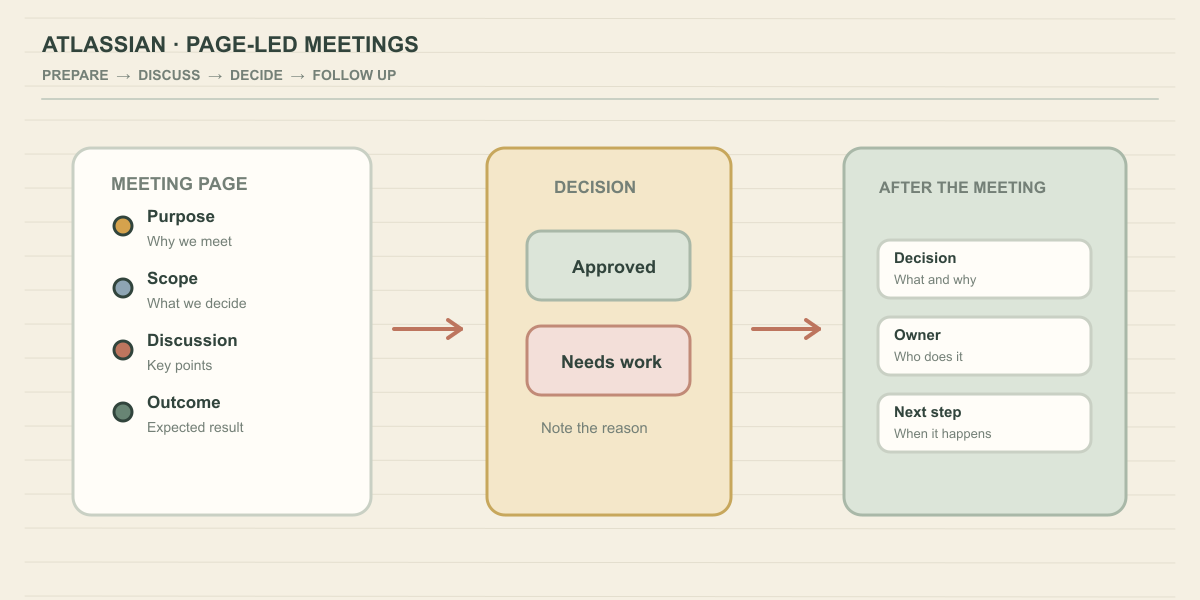 ATLASSIAN · PAGE-LED MEETINGS
PREPARE → DISCUSS → DECIDE → FOLLOW UP
MEETING PAGE
Purpose
Why we meet
Scope
What we decide
Discussion
Key points
Outcome
Expected result
DECISION
Approved
Needs work
Note the reason
AFTER THE MEETING
Decision
What and why
Owner
Who does it
Next step
When it happens